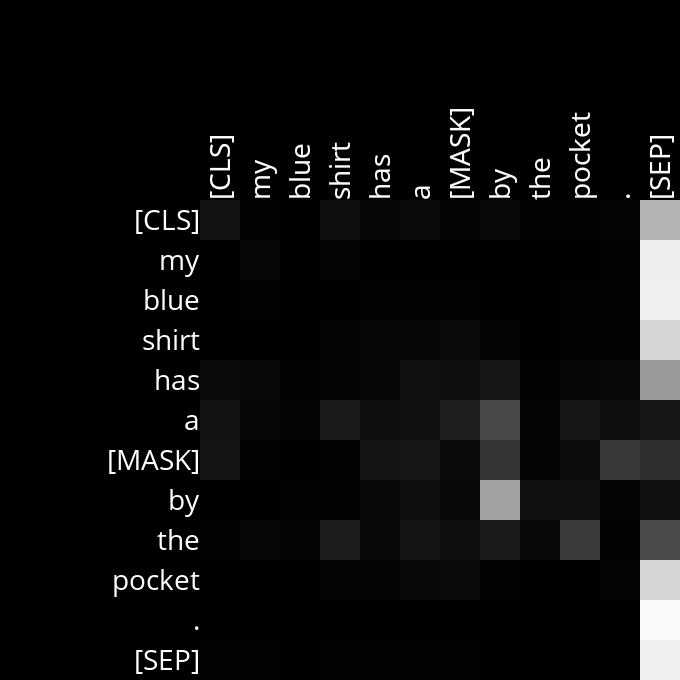 [CLS] my blue shirt has a [MASK] by the pocket . [SEP]
[CLS]
my
blue
shirt
has
a
[MASK]
by
the
pocket
.
[SEP]